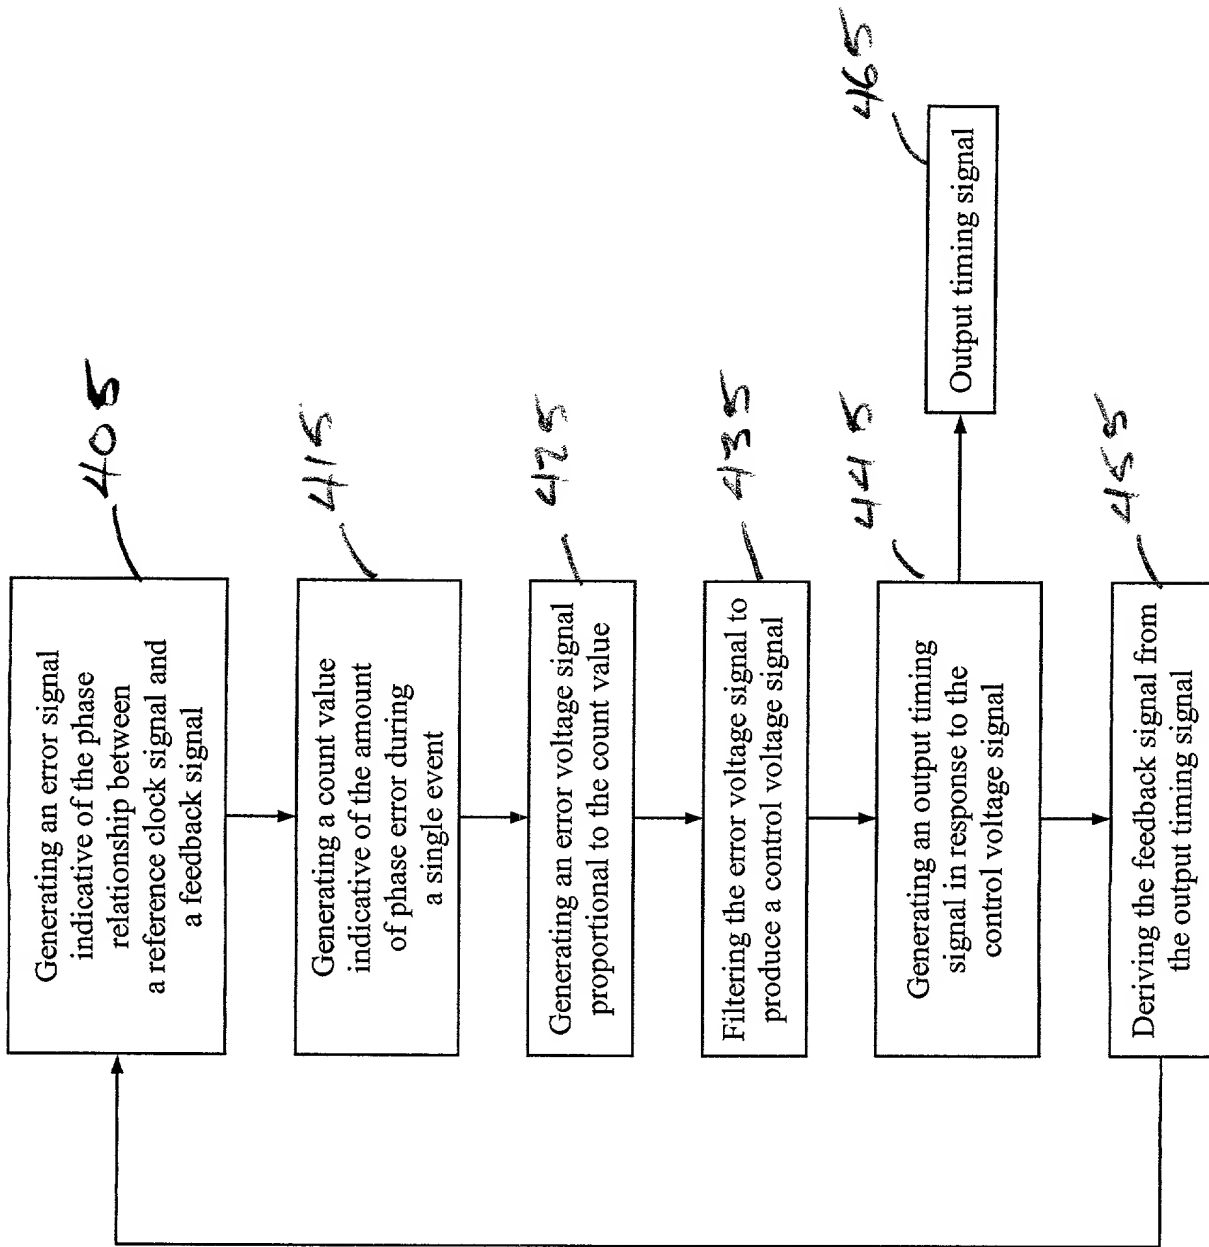 Generating an error signal
indicative of the phase
relationship between
a reference clock signal and
a feedback signal
405
Generating a count value
indicative of the amount
of phase error during
a single event
415
Generating an error voltage signal
proportional to the count value
425
Filtering the error voltage signal to
produce a control voltage signal
435
Generating an output timing
signal in response to the
control voltage signal
445
Output timing signal
465
Deriving the feedback signal from
the output timing signal
455